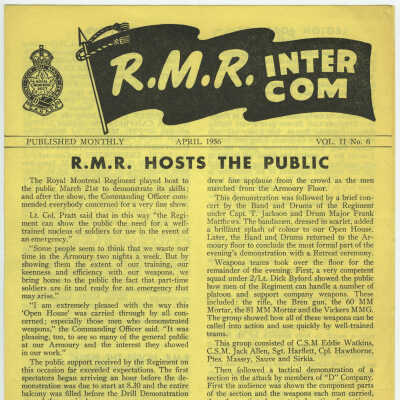 R.M.R. INTER
COM
PUBLISHED MONTHLY APRIL 1956 VOL. II No. 6
R.M.R. HOSTS THE PUBLIC
The Royal Montreal Regiment played host to
the public March 21st to demonstrate its skills;
and after the show, the Commanding Officer com-
mended everybody concerned for a very fine show.
Lt. Col. Pratt said that in this way "the Regi-
ment can show the public the need for a well-
trained nucleus of soldiers for use in the event of
an emergency."
"Some people seem to think that we waste our
time in the Armoury two nights a week. But by
showing them the extent of our training, our
keenness and efficiency with our weapons, we
bring home to the public the fact that part-time
soldiers are fit and ready for an emergency that
may arise."
"I am extremely pleased with the way this
'Open House' was carried through by all con-
cerned; especially those men who demonstrated
weapons," the Commanding Officer said. "It was
pleasing, too, to see so many of the general public
at our Armoury and the interest they showed
in our work."
The public support received by the Regiment on
this occasion far exceeded expectations. The first
spectators began arriving an hour before the de-
monstration was due to start at 8.30 and the entire
balcony was filled before the Drill Demonstration
drew fine applause from the crowd as the men
marched from the Armoury Floor.
This demonstration was followed by a brief con-
cert by the Band and Drums of the Regiment
under Capt. T. Jackson and Drum Major Frank
Matthews. The bandsmen, dressed in scarlet, added
a brilliant splash of colour to our Open House.
Later, the Band and Drums returned to the Ar-
moury floor to conclude the most formal part of the
evening's demonstration with a Retreat ceremony.
Weapons teams took over the floor for the
remainder of the evening. First, a very competent
squad under 2/Lt. Dick Byford showed the public
how men of the Regiment can handle a number of
platoon and support company weapons. These
included: the rifle, the Bren gun, the 60 MM
Mortar, the 81 MM Mortar and the Vickers MMG.
The group showed how all of these weapons can be
called into action and use quickly by well-trained
teams.
This group consisted of C.S.M Eddie Watkins,
C.S.M. Jack Allen, Sgt. Harflett, Cpl. Hawthorne,
Ptes. Massey, Sauve and Sirkia.
Then followed a tactical demonstration of a
section in the attack by members of "D" Company.
First the audience was shown the component parts
of the section and the weapons each man carried,